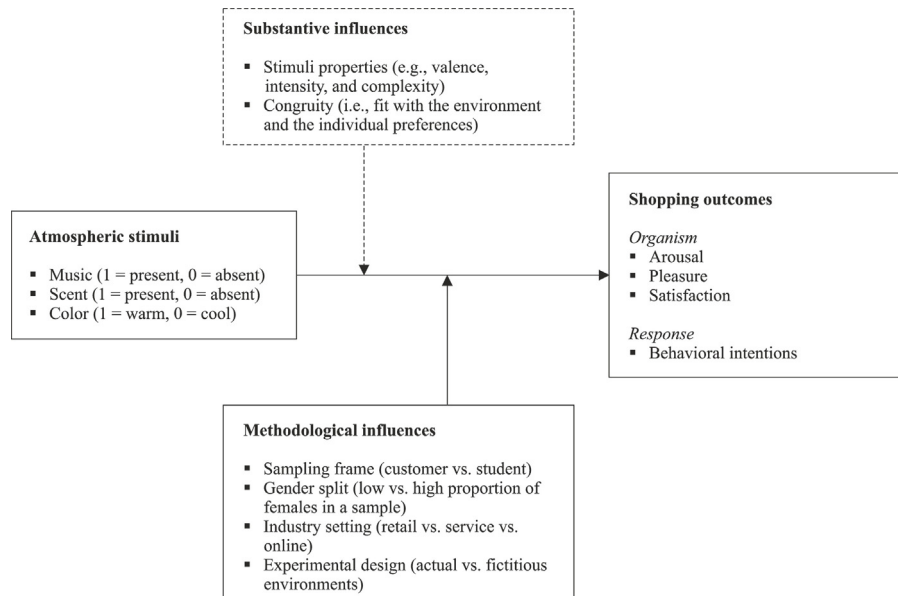 Substantive influences
▪ Stimuli properties (e.g., valence,
intensity, and complexity)
▪ Congruity (i.e., fit with the environment
and the individual preferences)
Atmospheric stimuli
▪ Music (1 = present, 0 = absent)
▪ Scent (1 = present, 0 = absent)
▪ Color (1 = warm, 0 = cool)
Shopping outcomes
Organism
▪ Arousal
▪ Pleasure
▪ Satisfaction
Response
▪ Behavioral intentions
Methodological influences
▪ Sampling frame (customer vs. student)
▪ Gender split (low vs. high proportion of
females in a sample)
▪ Industry setting (retail vs. service vs.
online)
▪ Experimental design (actual vs. fictitious
environments)